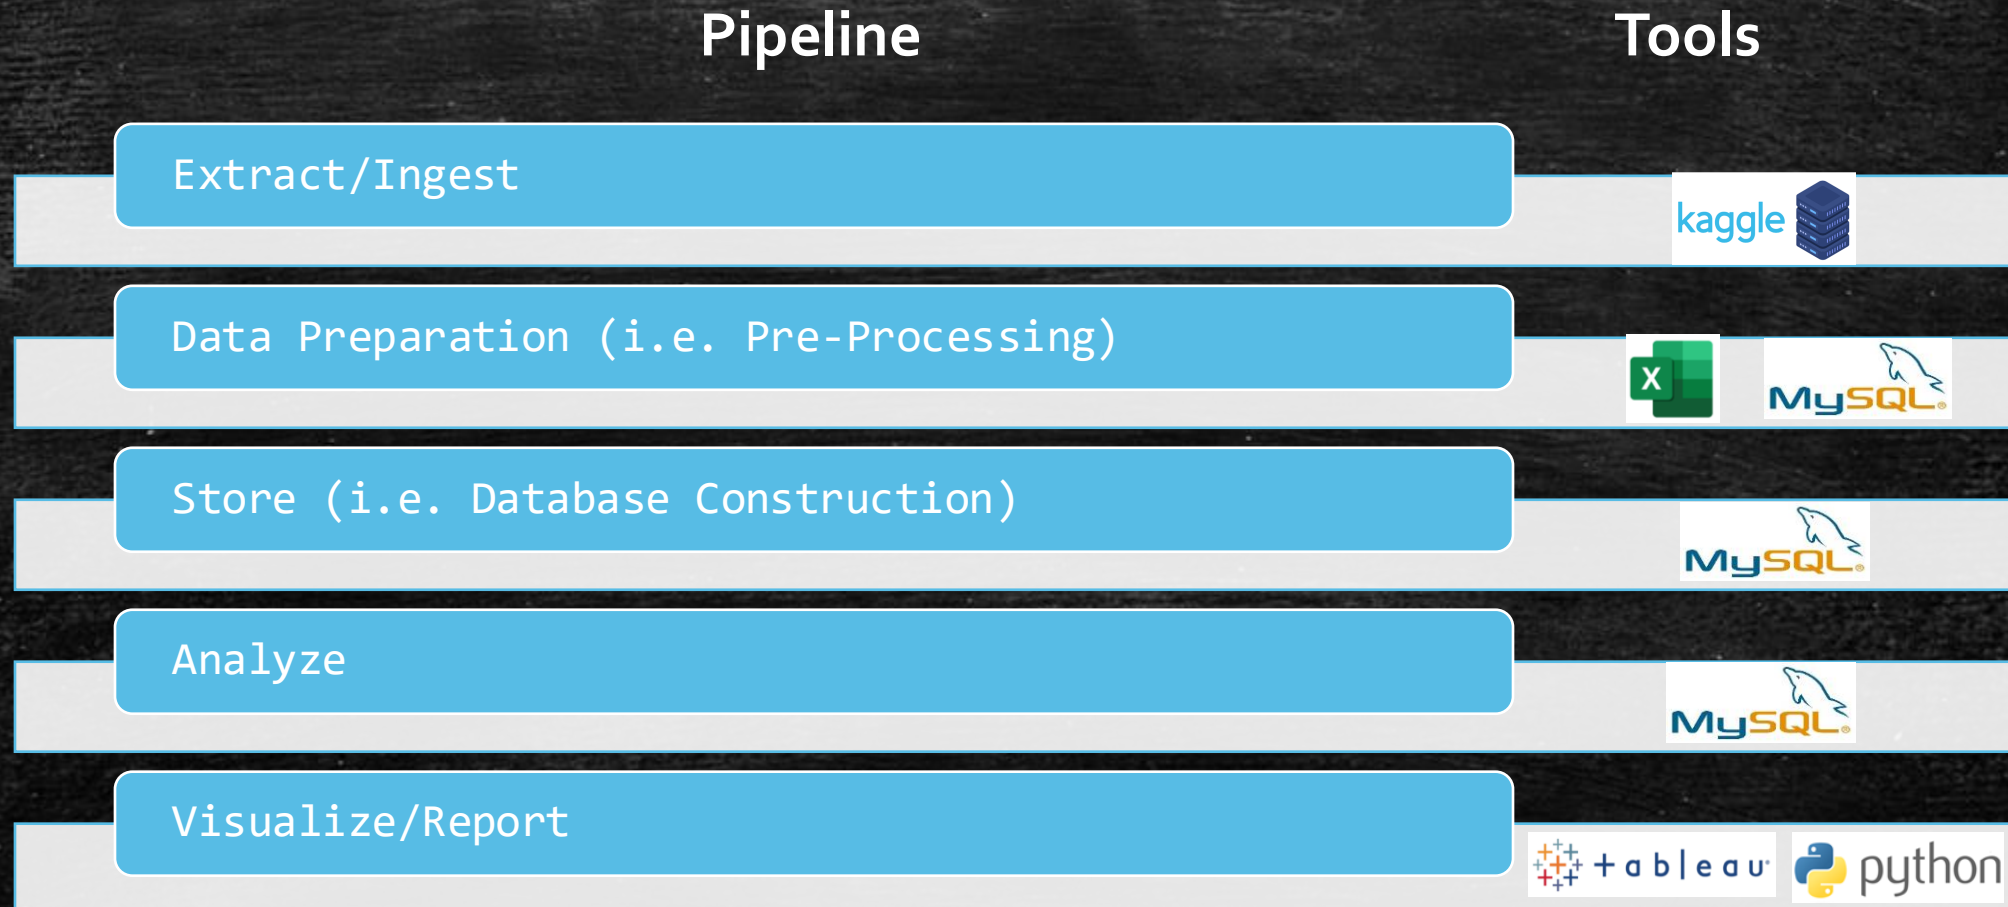 Pipeline Tools
Extract/Ingest
kaggle
Data Preparation (i.e. Pre-Processing)
X MySQL®
Store (i.e. Database Construction)
MySQL®
Analyze
MySQL®
Visualize/Report
+ableau python